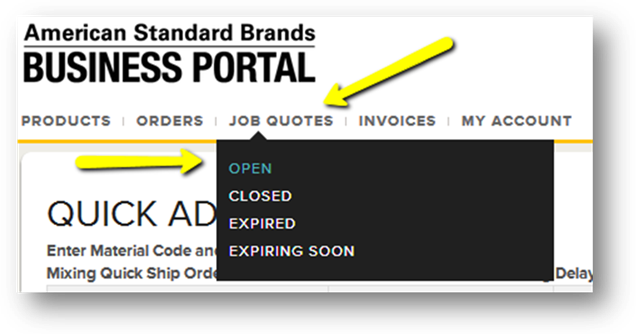 American Standard Brands
BUSINESS PORTAL
PRODUCTS | ORDERS | JOB QUOTES | INVOICES | MY ACCOUNT
OPEN
CLOSED
EXPIRED
EXPIRING SOON
QUICK AD
Enter Material Code and
Mixing Quick Ship Orde Delay